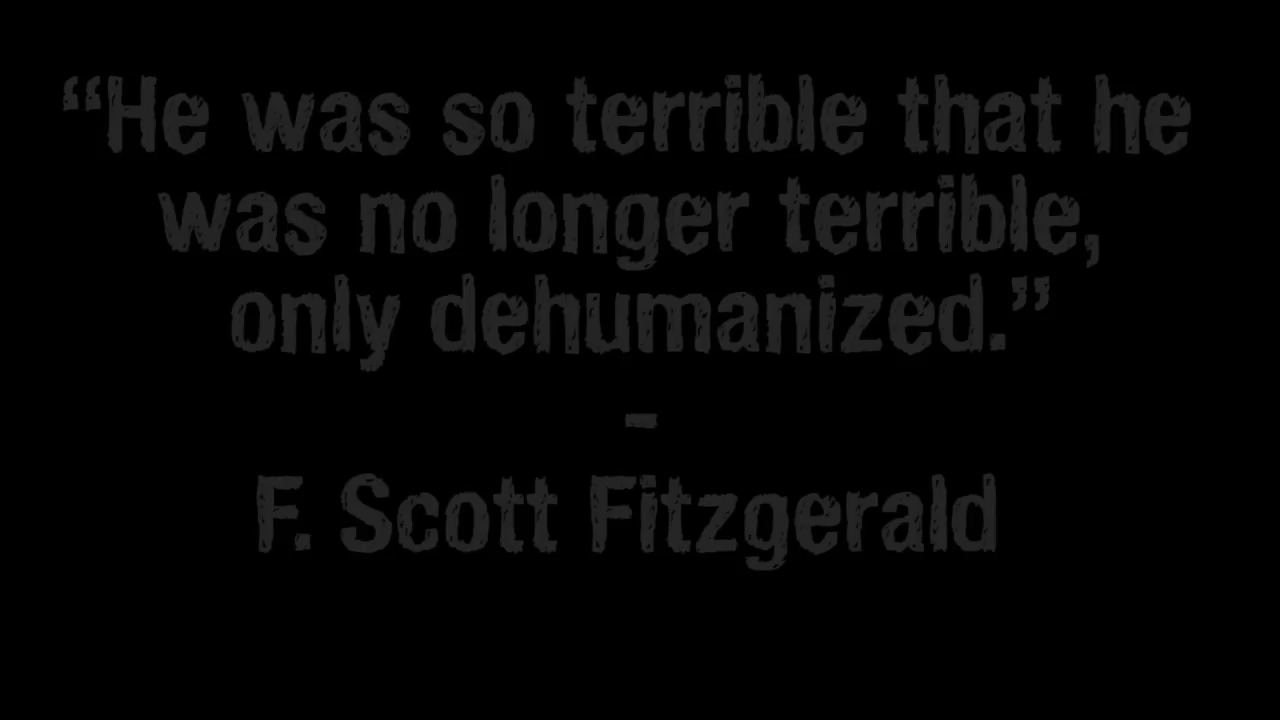 “He was so terrible that he
was no longer terrible,
only dehumanized.”
-
F. Scott Fitzgerald